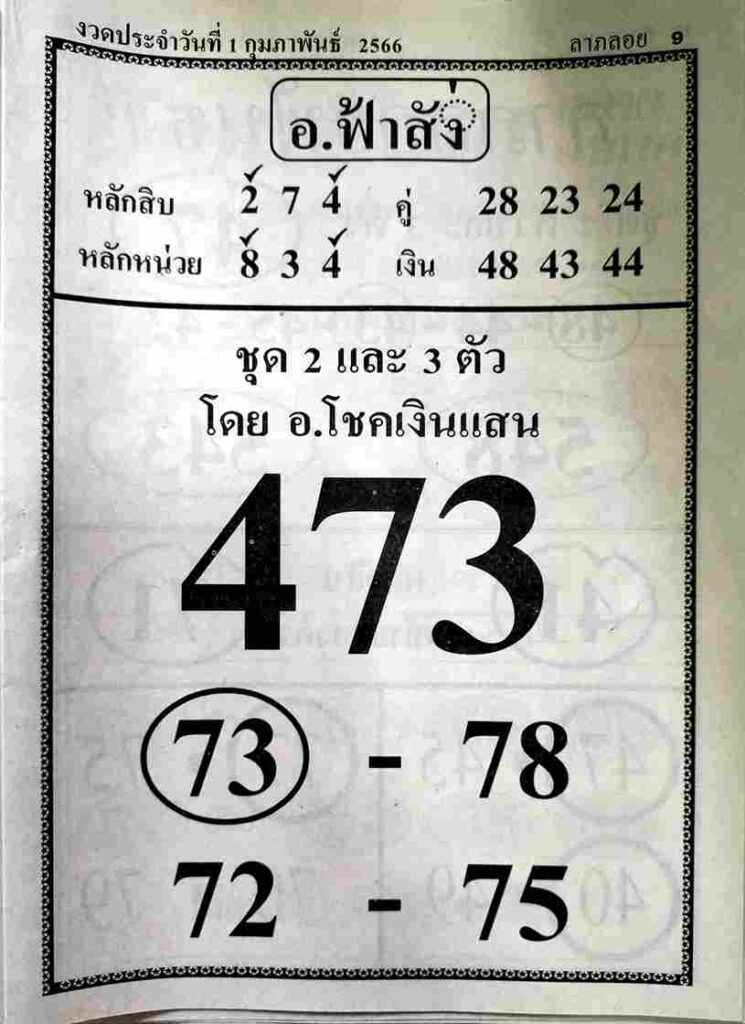 งวดประจำวันที่ 1 กุมภาพันธ์ 2566 ลาภลอย 9
อ.ฟ้าสั่ง
หลักสิบ 2 7 4 คู่ 28 23 24
หลักหน่วย 8 3 4 เงิน 48 43 44
ชุด 2 และ 3 ตัว
โดย อ.โชคเงินแสน
473
73 - 78
72 - 75